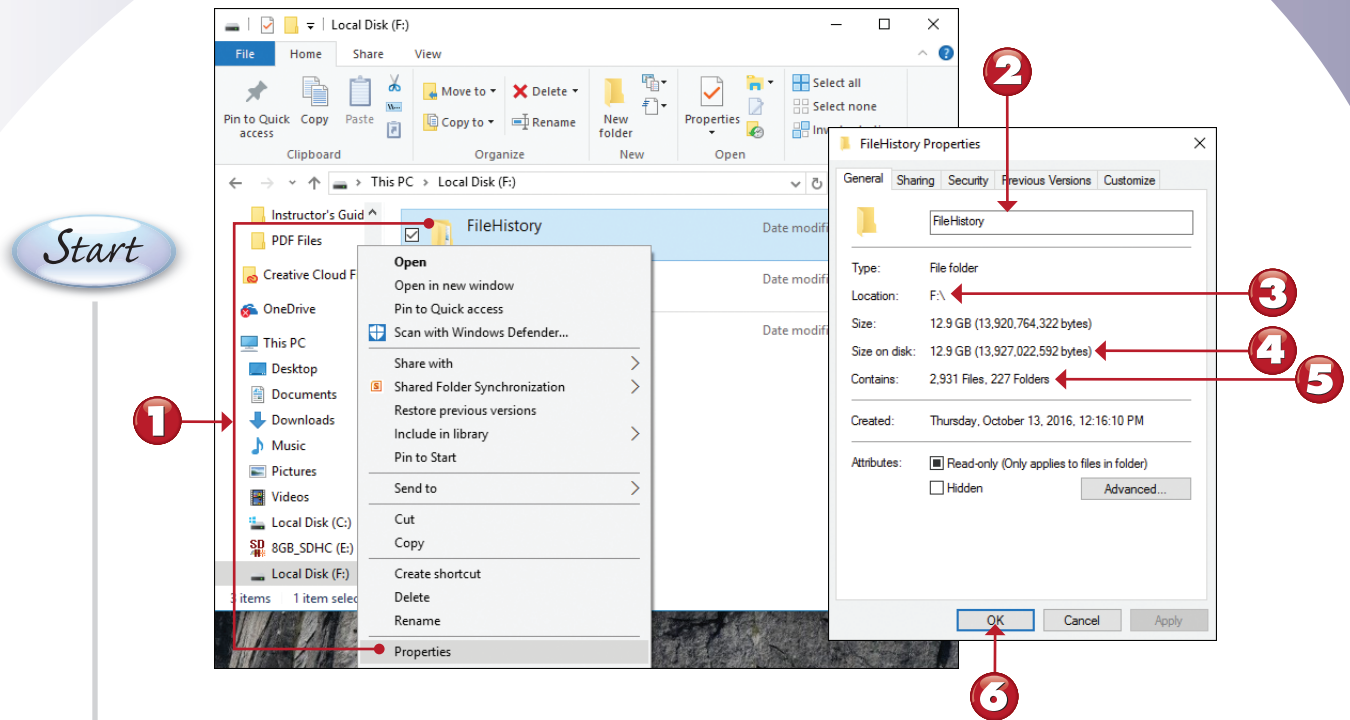 Local Disk (F:)
File Home Share View
Pin to Quick access
Copy
Paste
Move to
Copy to
Delete
Rename
New folder
Properties
Select all
Select none
Clipboard Organize New Open
This PC > Local Disk (F:)
Start
Instructor's Guid
PDF Files
Creative Cloud F
OneDrive
This PC
Desktop
Documents
Downloads
Music
Pictures
Videos
Local Disk (C:)
8GB_SDHC (E:)
Local Disk (F:)
3 items 1 item selec
FileHistory
Date modifi
Date modifi
Date modifi
Open
Open in new window
Pin to Quick access
Scan with Windows Defender...
Share with
Shared Folder Synchronization
Restore previous versions
Include in library
Pin to Start
Send to
Cut
Copy
Create shortcut
Delete
Rename
Properties
FileHistory Properties
General Sharing Security Previous Versions Customize
FileHistory
Type: File folder
Location: F:\
Size: 12.9 GB (13,920,764,322 bytes)
Size on disk: 12.9 GB (13,927,022,592 bytes)
Contains: 2,931 Files, 227 Folders
Created: Thursday, October 13, 2016, 12:16:10 PM
Attributes: Read-only (Only applies to files in folder)
Hidden
Advanced...
OK Cancel Apply
1
2
3
4
5
6